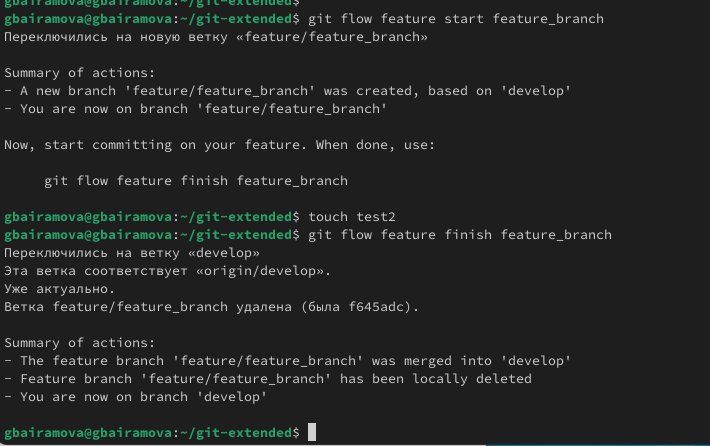 gbairamova@gbairamova:~/git-extended$
gbairamova@gbairamova:~/git-extended$ git flow feature start feature_branch
Переключились на новую ветку «feature/feature_branch»
Summary of actions:
- A new branch 'feature/feature_branch' was created, based on 'develop'
- You are now on branch 'feature/feature_branch'
Now, start committing on your feature. When done, use:
git flow feature finish feature_branch
gbairamova@gbairamova:~/git-extended$ touch test2
gbairamova@gbairamova:~/git-extended$ git flow feature finish feature_branch
Переключились на ветку «develop»
Эта ветка соответствует «origin/develop».
Уже актуально.
Ветка feature/feature_branch удалена (была f645adc).
Summary of actions:
- The feature branch 'feature/feature_branch' was merged into 'develop'
- Feature branch 'feature/feature_branch' has been locally deleted
- You are now on branch 'develop'
gbairamova@gbairamova:~/git-extended$